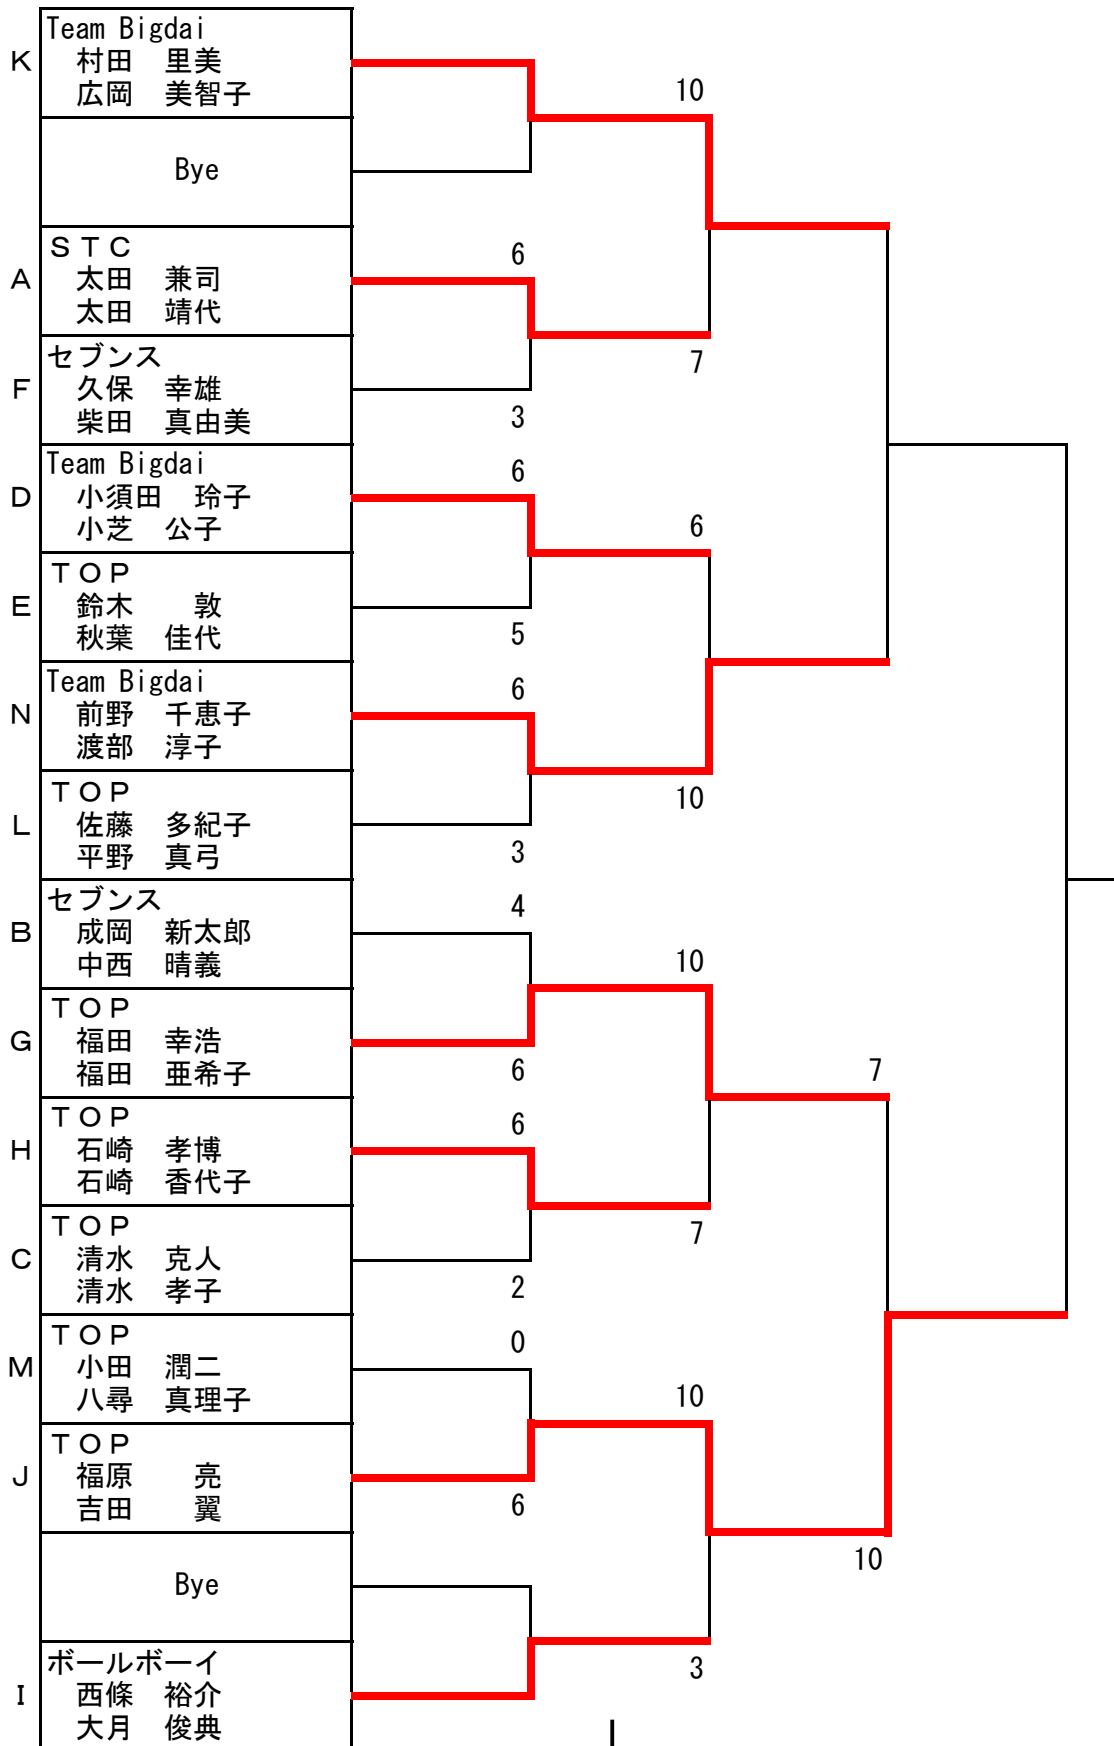 Team Bigdai
K
村田　里美
広岡　美智子
10
Bye
ＳＴＣ
6
A
太田　兼司
太田　靖代
セブンス
7
F
久保　幸雄
柴田　真由美
3
Team Bigdai
6
D
小須田　玲子
小芝　公子
6
ＴＯＰ
E
鈴木　　敦
秋葉　佳代
5
Team Bigdai
6
N
前野　千恵子
渡部　淳子
ＴＯＰ
10
L
佐藤　多紀子
平野　真弓
3
セブンス
4
B
成岡　新太郎
中西　晴義
10
ＴＯＰ
G
福田　幸浩
福田　亜希子
6
7
ＴＯＰ
6
H
石崎　孝博
石崎　香代子
ＴＯＰ
7
C
清水　克人
清水　孝子
2
ＴＯＰ
0
M
小田　潤二
八尋　真理子
10
ＴＯＰ
J
福原　　亮
吉田　　翼
6
10
Bye
ボールボーイ
3
I
西條　裕介
大月　俊典